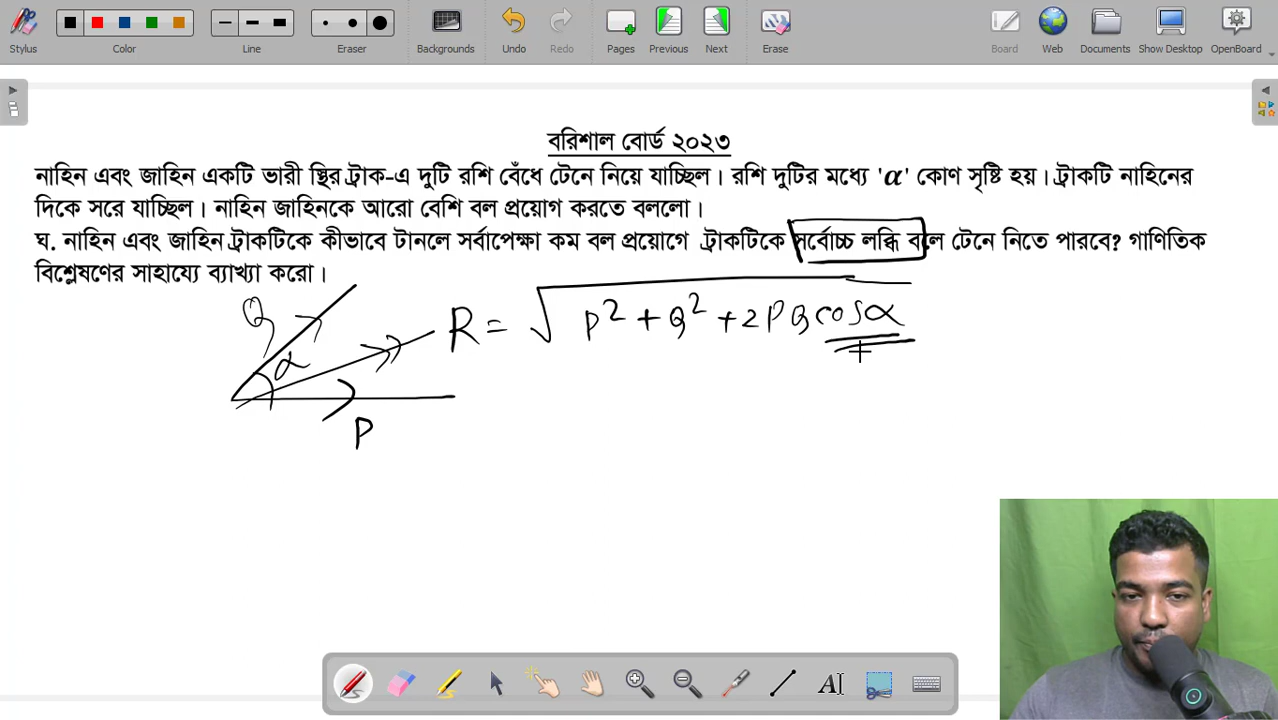 Stylus
Color
Line
Eraser
Backgrounds
Undo
Redo
Pages
Previous
Next
Erase
Board
Web
Documents
Show Desktop
OpenBoard
বরিশাল বোর্ড ২০২৩
নাহিন এবং জাহিন একটি ভারী স্থির ট্রাক-এ দুটি রশি বেঁধে টেনে নিয়ে যাচ্ছিল। রশি দুটির মধ্যে 'α' কোণ সৃষ্টি হয়। ট্রাকটি নাহিনের
দিকে সরে যাচ্ছিল। নাহিন জাহিনকে আরো বেশি বল প্রয়োগ করতে বললো।
ঘ. নাহিন এবং জাহিন ট্রাকটিকে কীভাবে টানলে সর্বাপেক্ষা কম বল প্রয়োগে ট্রাকটিকে সর্বোচ্চ লব্ধি বলে টেনে নিতে পারবে? গাণিতিক
বিশ্লেষণের সাহায্যে ব্যাখ্যা করো।
Q
R = √ P² + Q² + 2PQ cosα
α
P